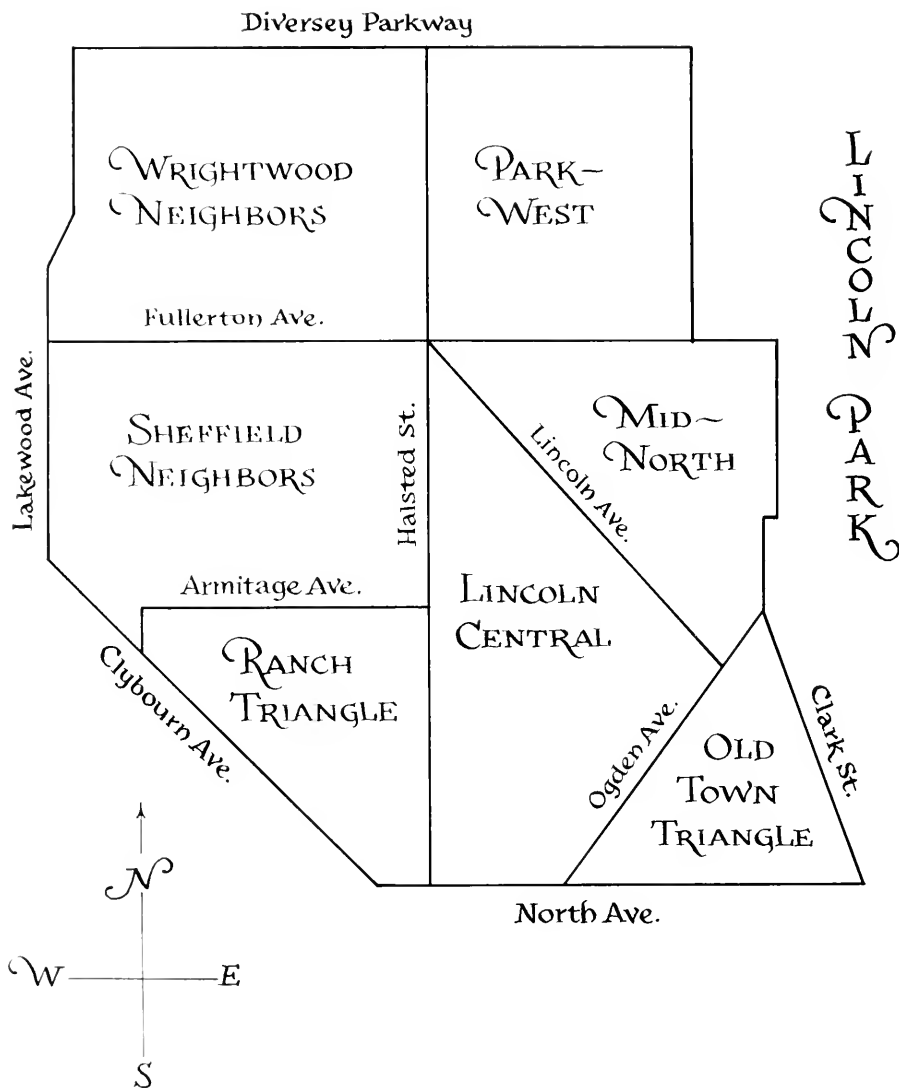 Diversey Parkway
WRIGHTWOOD
NEIGHBORS
PARK-
WEST
LINCOLN PARK
Fullerton Ave.
Lakewood Ave.
SHEFFIELD
NEIGHBORS
Halsted St.
Lincoln Ave.
MID-
NORTH
Armitage Ave.
LINCOLN
CENTRAL
RANCH
TRIANGLE
Clybourn Ave.
Ogden Ave.
Clark St.
OLD
TOWN
TRIANGLE
North Ave.
N
W E
S